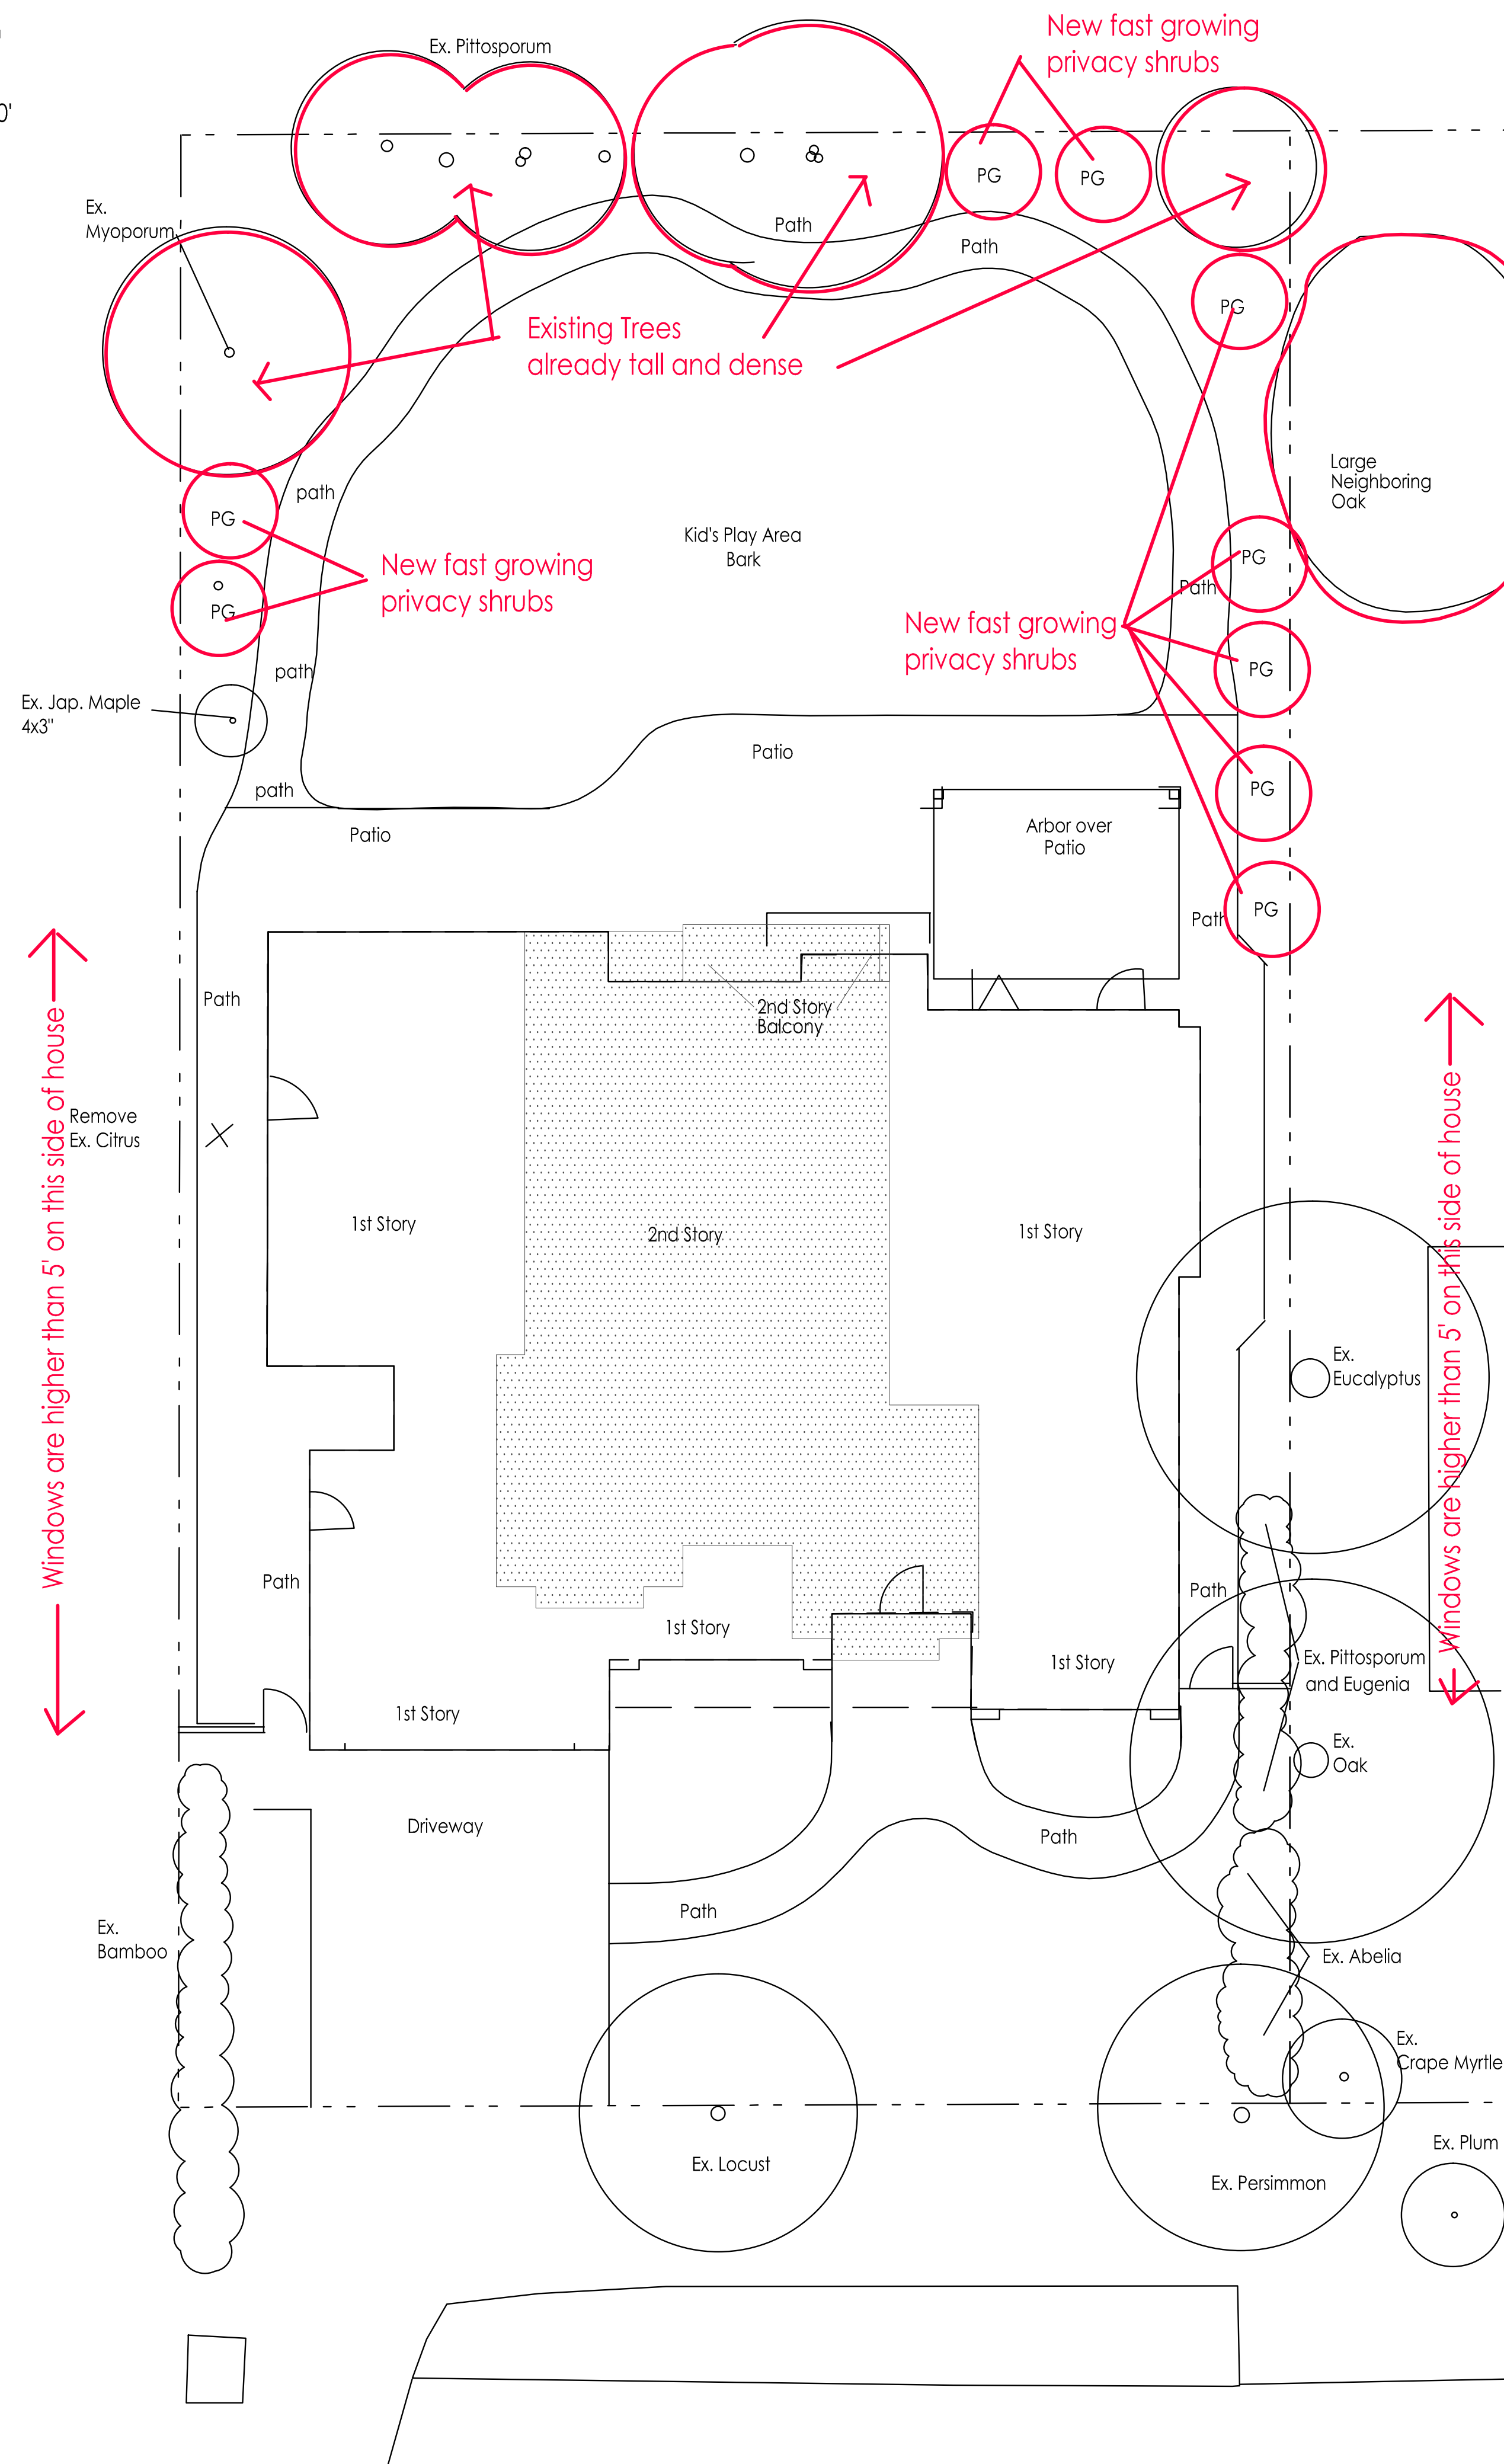 0'
Ex. Pittosporum
New fast growing
privacy shrubs
PG
PG
Ex.
Myoporum
Path
Path
PG
Existing Trees
already tall and dense
Large
Neighboring
Oak
path
PG
Kid's Play Area
Bark
New fast growing
privacy shrubs
PG
PG
Path
New fast growing
privacy shrubs
path
PG
Ex. Jap. Maple
4x3"
Patio
path
PG
Patio
Arbor over
Patio
PG
Path
Path
2nd Story
Balcony
Windows are higher than 5' on this side of house
Windows are higher than 5' on this side of house
Remove
Ex. Citrus
1st Story
2nd Story
1st Story
Ex.
Eucalyptus
Path
Path
1st Story
1st Story
Ex. Pittosporum
and Eugenia
1st Story
Ex.
Oak
Driveway
Path
Path
Ex.
Bamboo
Ex. Abelia
Ex.
Crape Myrtle
Ex. Plum
Ex. Locust
Ex. Persimmon